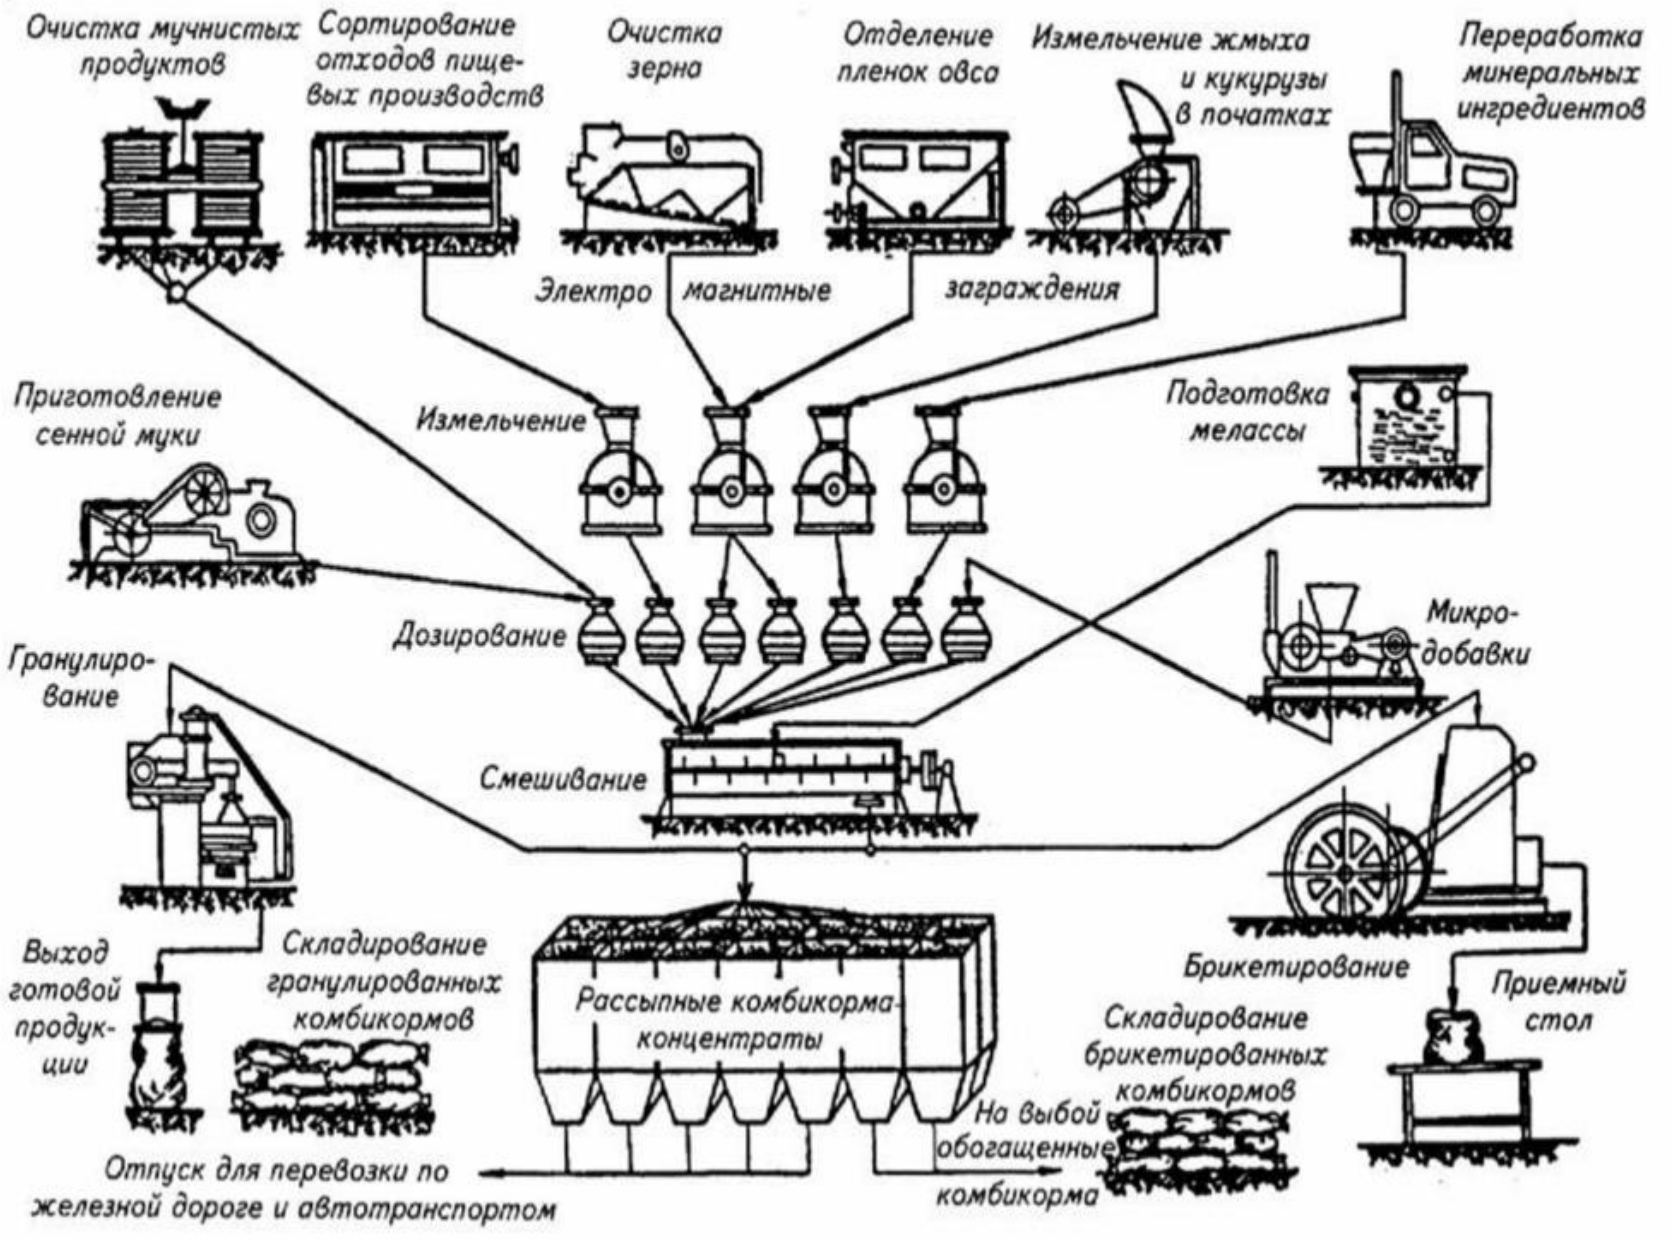 Очистка мучнистых
продуктов
Сортирование
отходов пище-
вых производств
Очистка
зерна
Отделение
пленок овса
Измельчение жмыха
и кукурузы
в початках
Переработка
минеральных
ингредиентов
Электро магнитные заграждения
Приготовление
сенной муки
Измельчение
Подготовка
мелассы
Дозирование
Микро-
добавки
Гранулиро-
вание
Смешивание
Выход
готовой
продук-
ции
Складирование
гранулированных
комбикормов
Рассыпные комбикорма-
концентраты
Брикетирование
Приемный
стол
Складирование
брикетированных
комбикормов
На выбой
обогащенные
комбикорма
Отпуск для перевозки по
железной дороге и автотранспортом